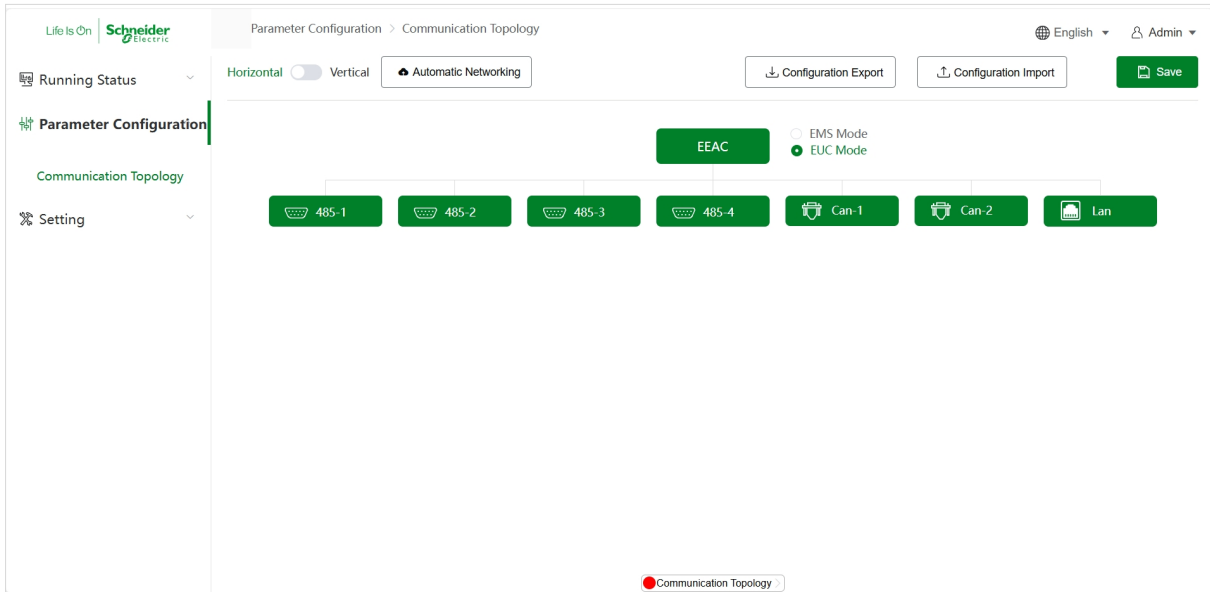 Life Is On Schneider Electric
Parameter Configuration > Communication Topology
English
Admin
Running Status
Parameter Configuration
Communication Topology
Setting
Horizontal Vertical
Automatic Networking
Configuration Export
Configuration Import
Save
EEAC
EMS Mode
EUC Mode
485-1
485-2
485-3
485-4
Can-1
Can-2
Lan
Communication Topology